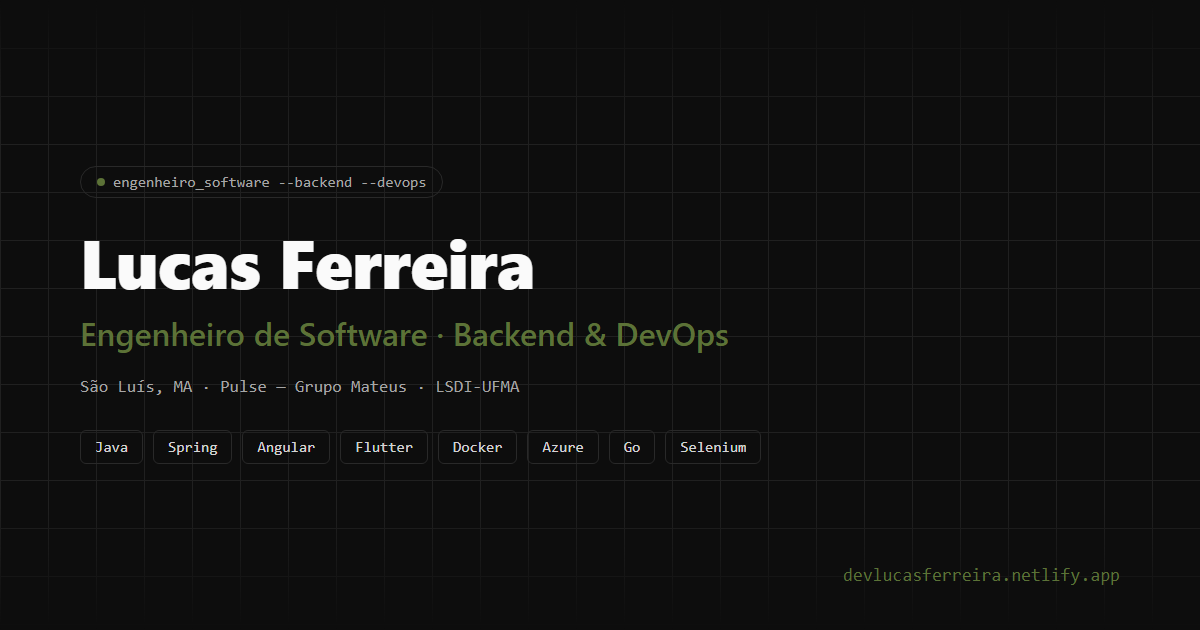 engenheiro_software --backend --devops
Lucas Ferreira
Engenheiro de Software · Backend & DevOps
São Luís, MA · Pulse — Grupo Mateus · LSDI-UFMA
Java Spring Angular Flutter Docker Azure Go Selenium
devlucasferreira.netlify.app